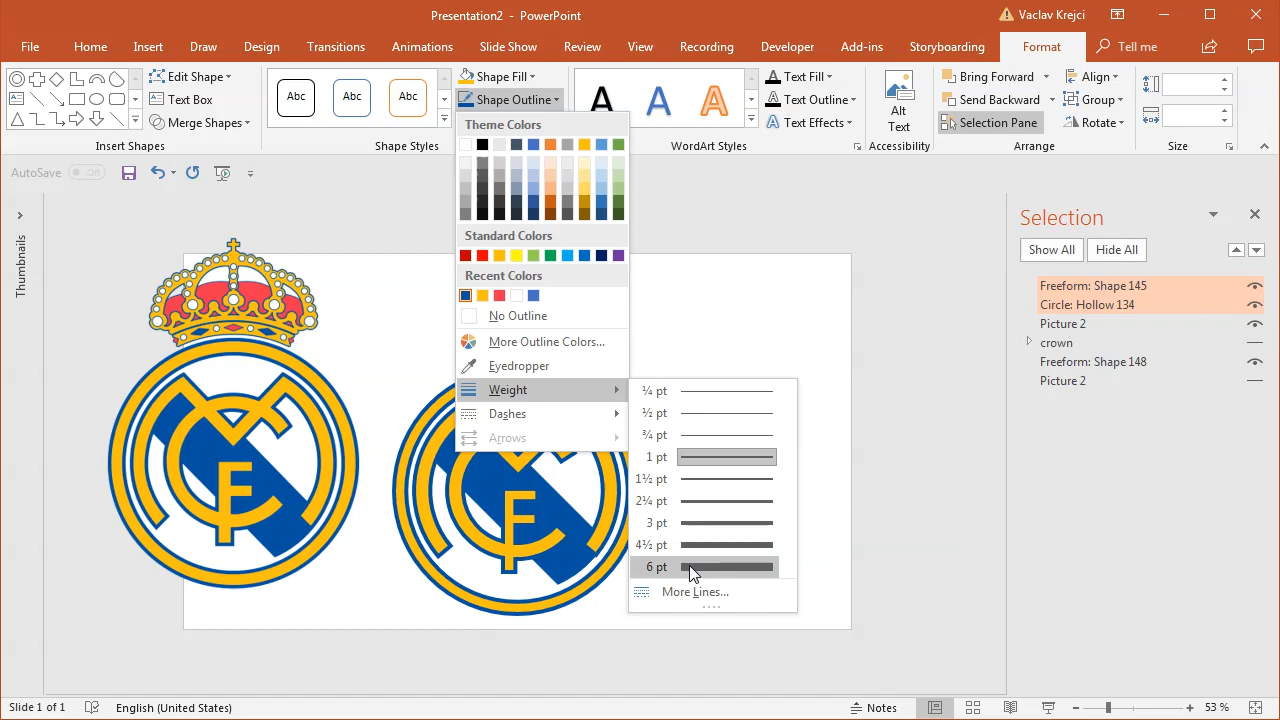 Presentation2 - PowerPoint
Vaclav Krejci
File Home Insert Draw Design Transitions Animations Slide Show Review View Recording Developer Add-ins Storyboarding Format Tell me
Edit Shape
Text Box
Merge Shapes
Insert Shapes
Abc Abc Abc
Shape Fill
Shape Outline
Shape Styles
A A A
Text Fill
Text Outline
Text Effects
WordArt Styles
Alt
Text
Accessibility
Bring Forward
Send Backward
Selection Pane
Align
Group
Rotate
Arrange
Size
AutoSave Off
Theme Colors
Standard Colors
Recent Colors
No Outline
More Outline Colors...
Eyedropper
Weight
Dashes
Arrows
¼ pt
½ pt
¾ pt
1 pt
1½ pt
2¼ pt
3 pt
4½ pt
6 pt
More Lines...
Thumbnails
Selection
Show All Hide All
Freeform: Shape 145
Circle: Hollow 134
Picture 2
crown
Freeform: Shape 148
Picture 2
Slide 1 of 1 English (United States) Notes 53 %